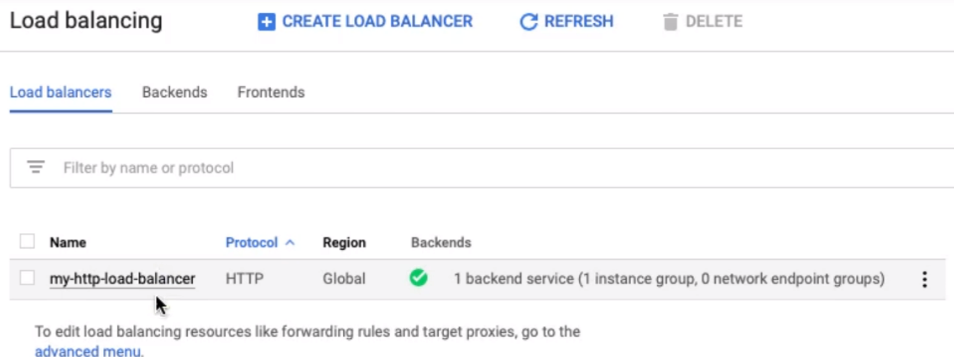 Load balancing CREATE LOAD BALANCER REFRESH DELETE
Load balancers Backends Frontends
Filter by name or protocol
Name Protocol Region Backends
my-http-load-balancer HTTP Global 1 backend service (1 instance group, 0 network endpoint groups)
To edit load balancing resources like forwarding rules and target proxies, go to the
advanced menu.